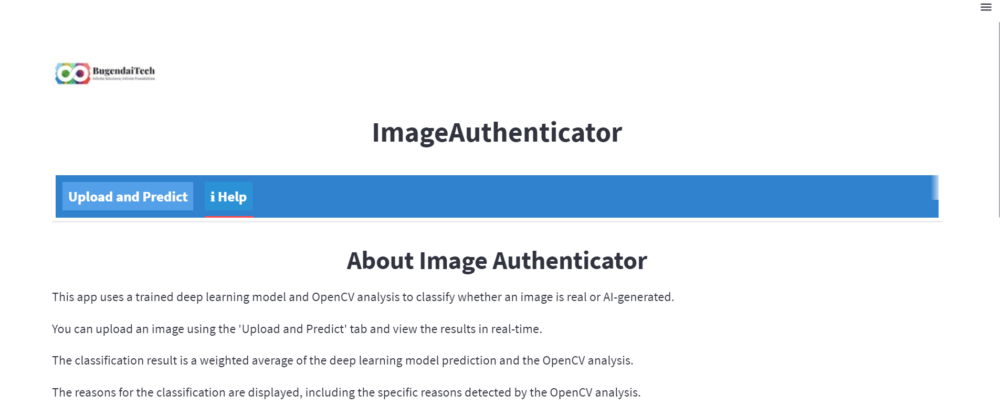 BugendaiTech
Infinite Solutions, Infinite Possibilities
ImageAuthenticator
Upload and Predict
i Help
About Image Authenticator
This app uses a trained deep learning model and OpenCV analysis to classify whether an image is real or AI-generated.
You can upload an image using the 'Upload and Predict' tab and view the results in real-time.
The classification result is a weighted average of the deep learning model prediction and the OpenCV analysis.
The reasons for the classification are displayed, including the specific reasons detected by the OpenCV analysis.